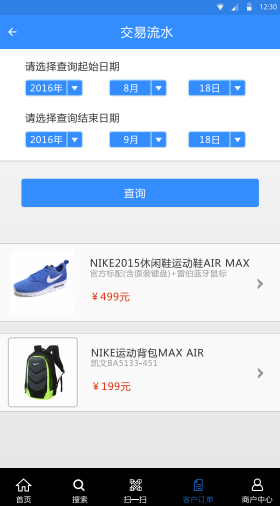 12:30
交易流水
请选择查询起始日期
2016年 8月 18日
请选择查询结束日期
2016年 9月 18日
查询
NIKE2015休闲鞋运动鞋AIR MAX
官方标配(含原装键盘)+雷伯蓝牙鼠标
￥499元
NIKE运动背包MAX AIR
凯文BA5133-451
￥199元
首页 搜索 扫一扫 客户订单 商户中心